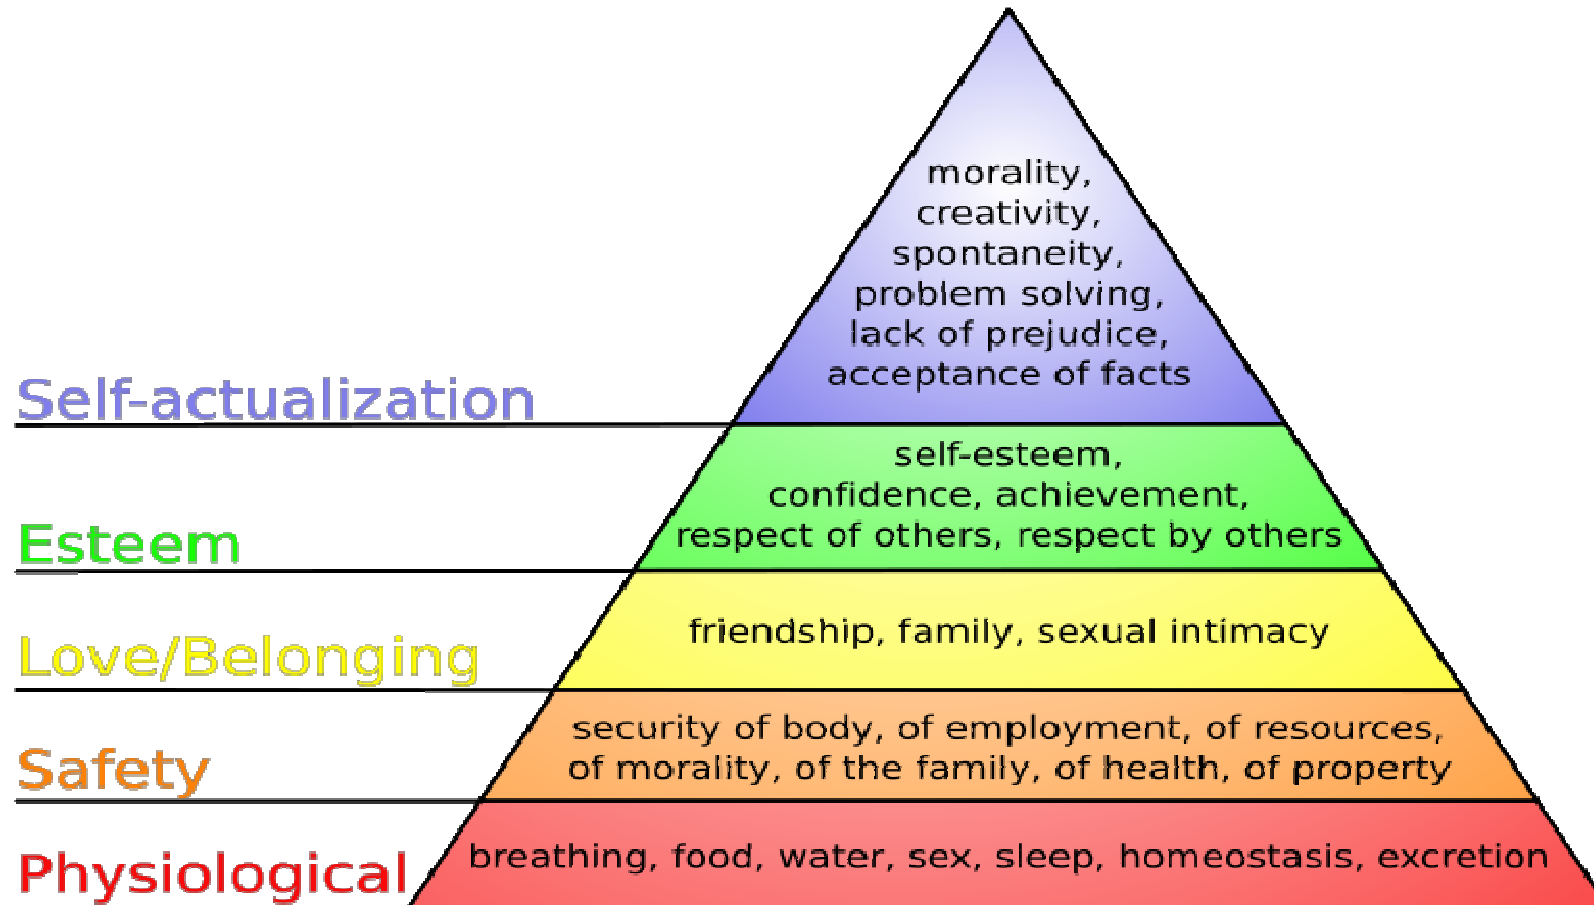 morality,
creativity,
spontaneity,
problem solving,
lack of prejudice,
acceptance of facts
Self-actualization
self-esteem,
confidence, achievement,
respect of others, respect by others
Esteem
friendship, family, sexual intimacy
Love/Belonging
security of body, of employment, of resources,
of morality, of the family, of health, of property
Safety
breathing, food, water, sex, sleep, homeostasis, excretion
Physiological